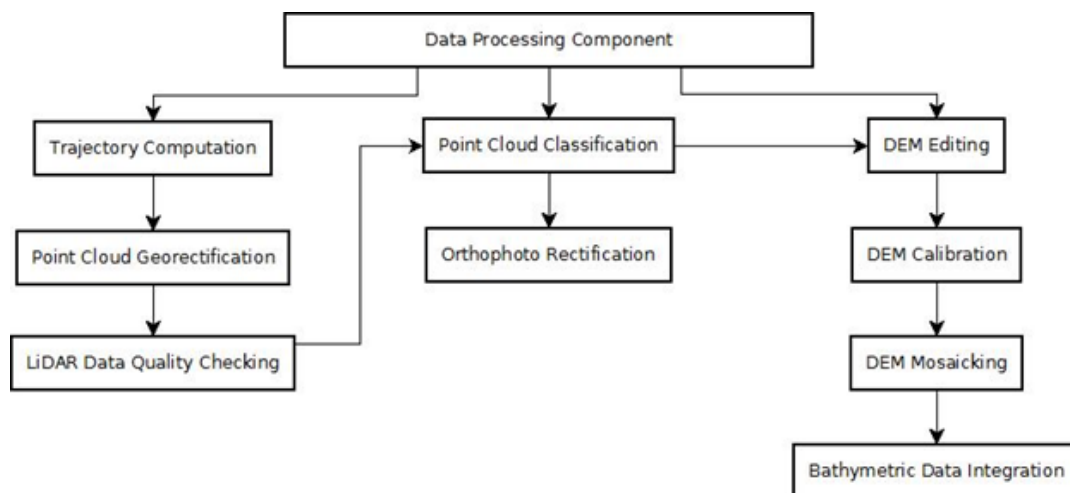 Data Processing Component
Trajectory Computation
Point Cloud Classification
DEM Editing
Point Cloud Georectification
Orthophoto Rectification
DEM Calibration
LiDAR Data Quality Checking
DEM Mosaicking
Bathymetric Data Integration